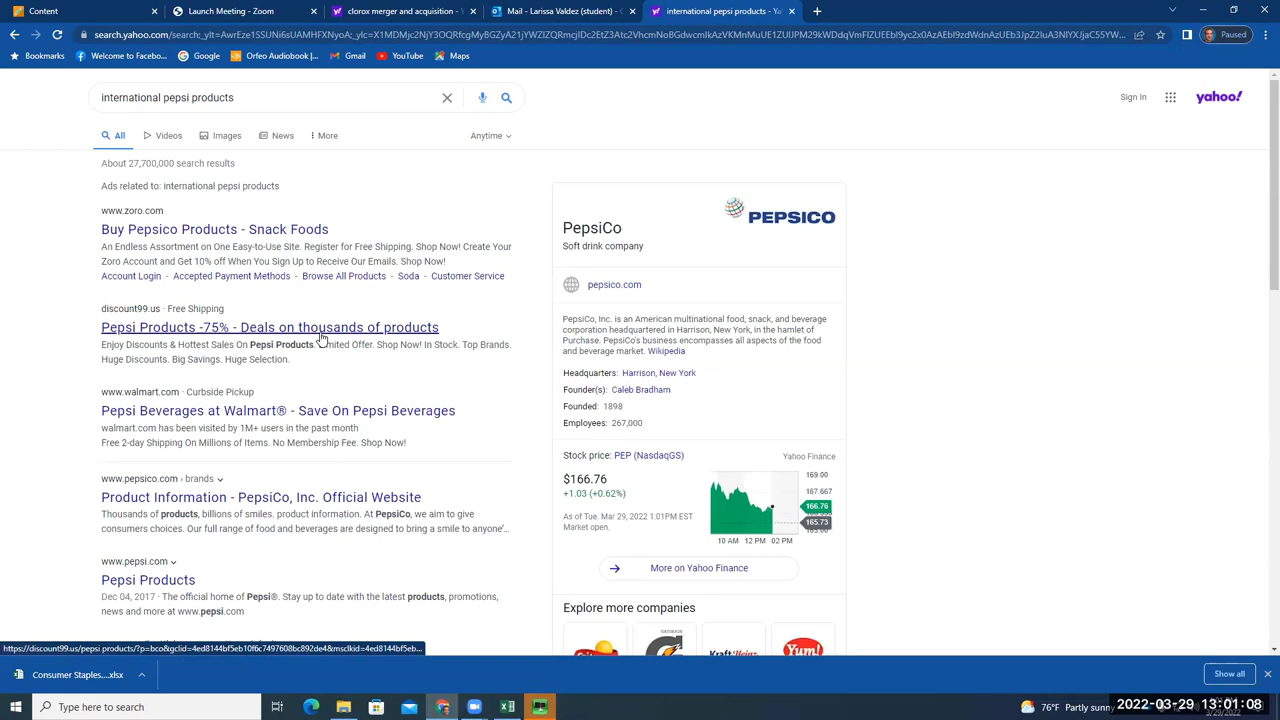 Content
Launch Meeting - Zoom
clorox merger and acquisition - Y
Mail - Larissa Valdez (student) - O
international pepsi products - Ya
search.yahoo.com
Paused
Bookmarks
Welcome to Facebo...
Google
Orfeo Audiobook |...
Gmail
YouTube
Maps
international pepsi products
Sign In
yahoo!
All
Videos
Images
News
More
Anytime
About 27,700,000 search results
Ads related to: international pepsi products
www.zoro.com
Buy Pepsico Products - Snack Foods
An Endless Assortment on One Easy-to-Use Site. Register for Free Shipping. Shop Now! Create Your
Zoro Account and Get 10% off When You Sign Up to Receive Our Emails. Shop Now!
Account Login - Accepted Payment Methods - Browse All Products - Soda - Customer Service
discount99.us · Free Shipping
Pepsi Products -75% - Deals on thousands of products
Enjoy Discounts & Hottest Sales On Pepsi Products. Limited Offer. Shop Now! In Stock. Top Brands.
Huge Discounts. Big Savings. Huge Selection.
www.walmart.com · Curbside Pickup
Pepsi Beverages at Walmart® - Save On Pepsi Beverages
walmart.com has been visited by 1M+ users in the past month
Free 2-day Shipping On Millions of Items. No Membership Fee. Shop Now!
www.pepsico.com › brands
Product Information - PepsiCo, Inc. Official Website
Thousands of products, billions of smiles. product information. At PepsiCo, we aim to give
consumers choices. Our full range of food and beverages are designed to bring a smile to anyone'...
www.pepsi.com
Pepsi Products
Dec 04, 2017 · The official home of Pepsi®. Stay up to date with the latest products, promotions,
news and more at www.pepsi.com
PEPSICO
PepsiCo
Soft drink company
pepsico.com
PepsiCo, Inc. is an American multinational food, snack, and beverage
corporation headquartered in Harrison, New York, in the hamlet of
Purchase. PepsiCo's business encompasses all aspects of the food
and beverage market. Wikipedia
Headquarters: Harrison, New York
Founder(s): Caleb Bradham
Founded: 1898
Employees: 267,000
Stock price: PEP (NasdaqGS)
Yahoo Finance
$166.76
+1.03 (+0.62%)
As of Tue. Mar 29, 2022 1:01PM EST
Market open.
169.00
167.667
166.76
165.73
10 AM 12 PM 02 PM
More on Yahoo Finance
Explore more companies
GATORADE
KraftHeinz
Yum!
Consumer Staples....xlsx
Show all
Type here to search
76°F Partly sunny
2022-03-29 13:01:08